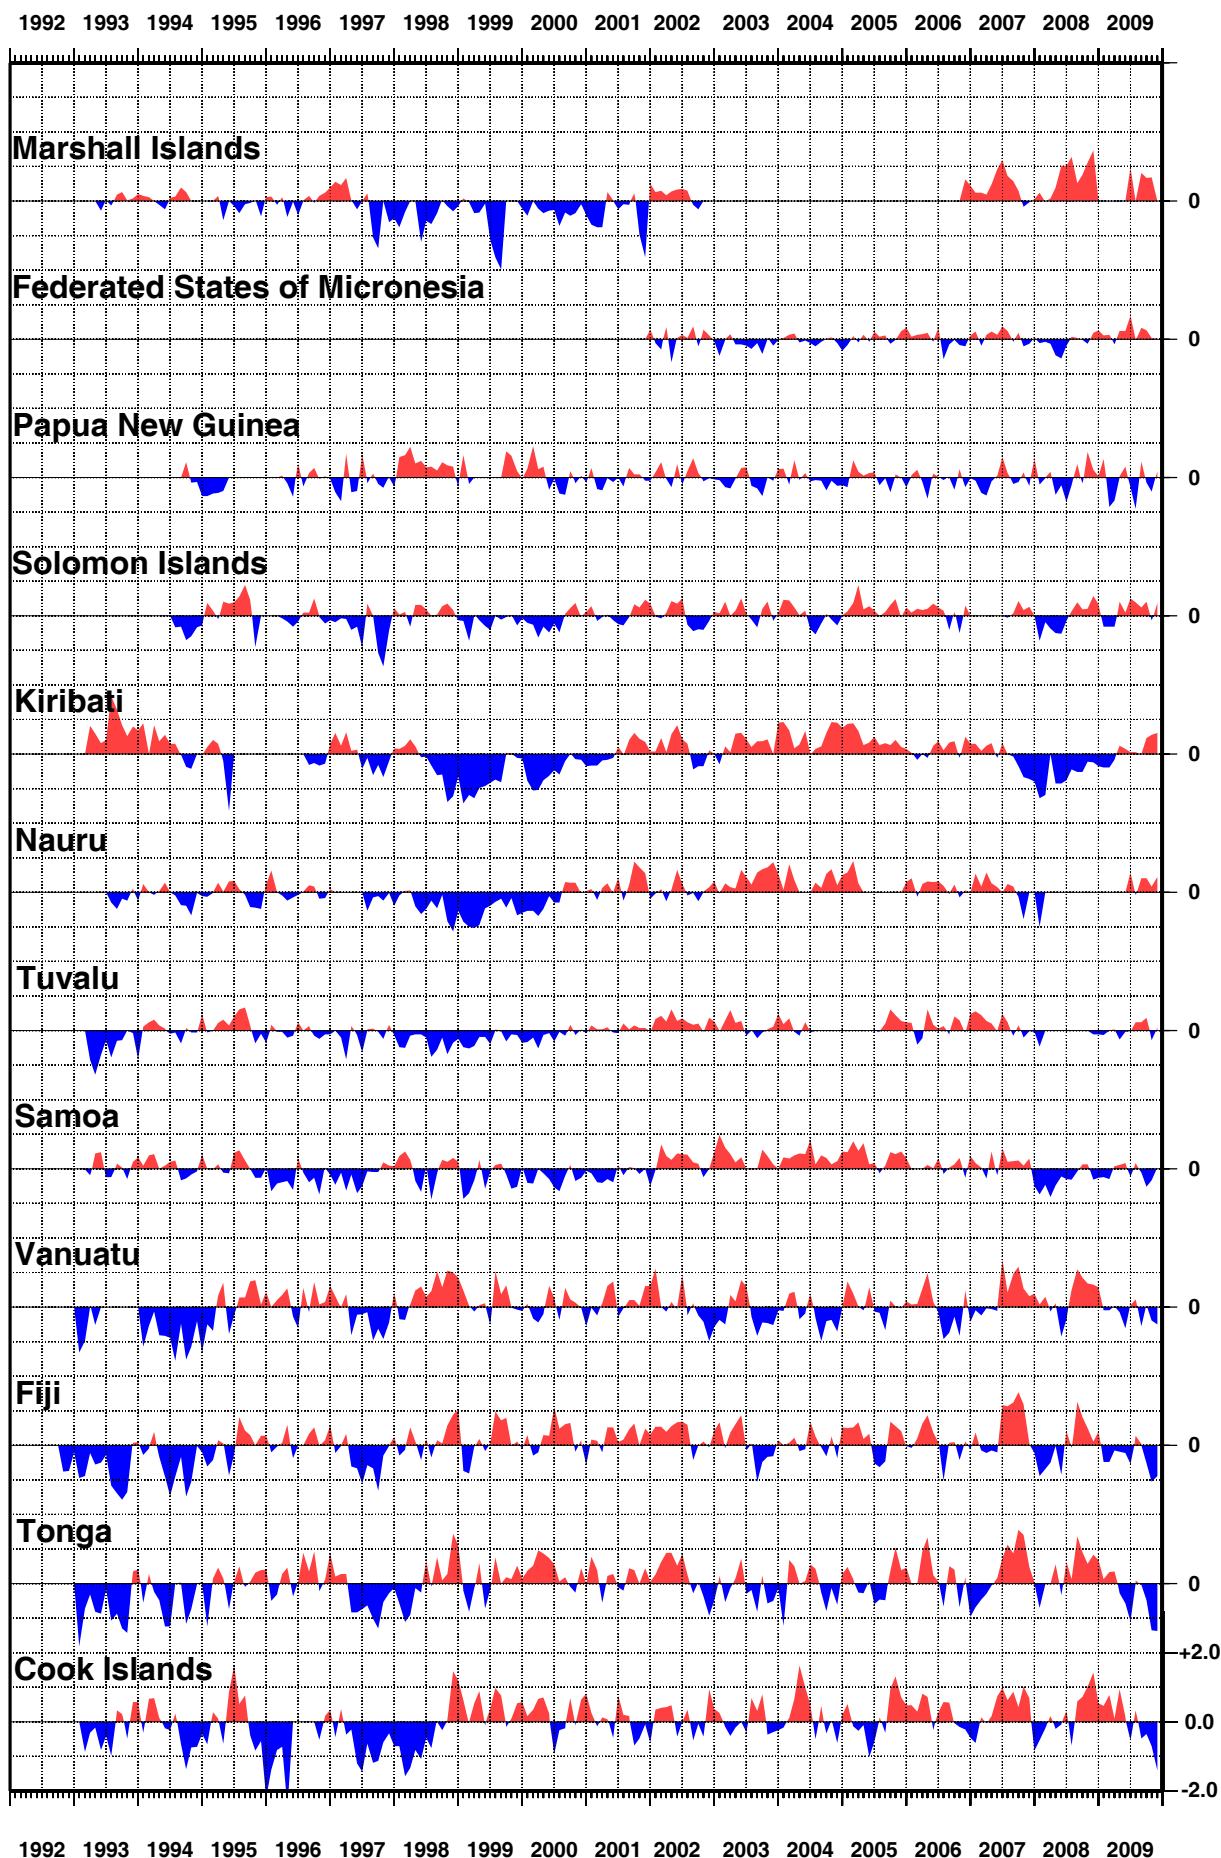 1992 1993 1994 1995 1996 1997 1998 1999 2000 2001 2002 2003 2004 2005 2006 2007 2008 2009
Marshall Islands
0
Federated States of Micronesia
0
Papua New Guinea
0
Solomon Islands
0
Kiribati
0
Nauru
0
Tuvalu
0
Samoa
0
Vanuatu
0
Fiji
0
Tonga
0
+2.0
Cook Islands
0.0
-2.0
1992 1993 1994 1995 1996 1997 1998 1999 2000 2001 2002 2003 2004 2005 2006 2007 2008 2009